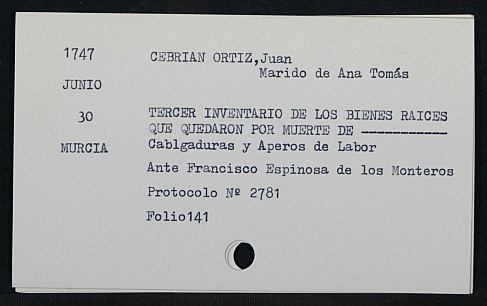 1747
CEBRIAN ORTIZ,Juan
Marido de Ana Tomás
JUNIO
30
TERCER INVENTARIO DE LOS BIENES RAICES
QUE QUEDARON POR MUERTE DE ------------
MURCIA
Cablgaduras y Aperos de Labor
Ante Francisco Espinosa de los Monteros
Protocolo Nº 2781
Folio141